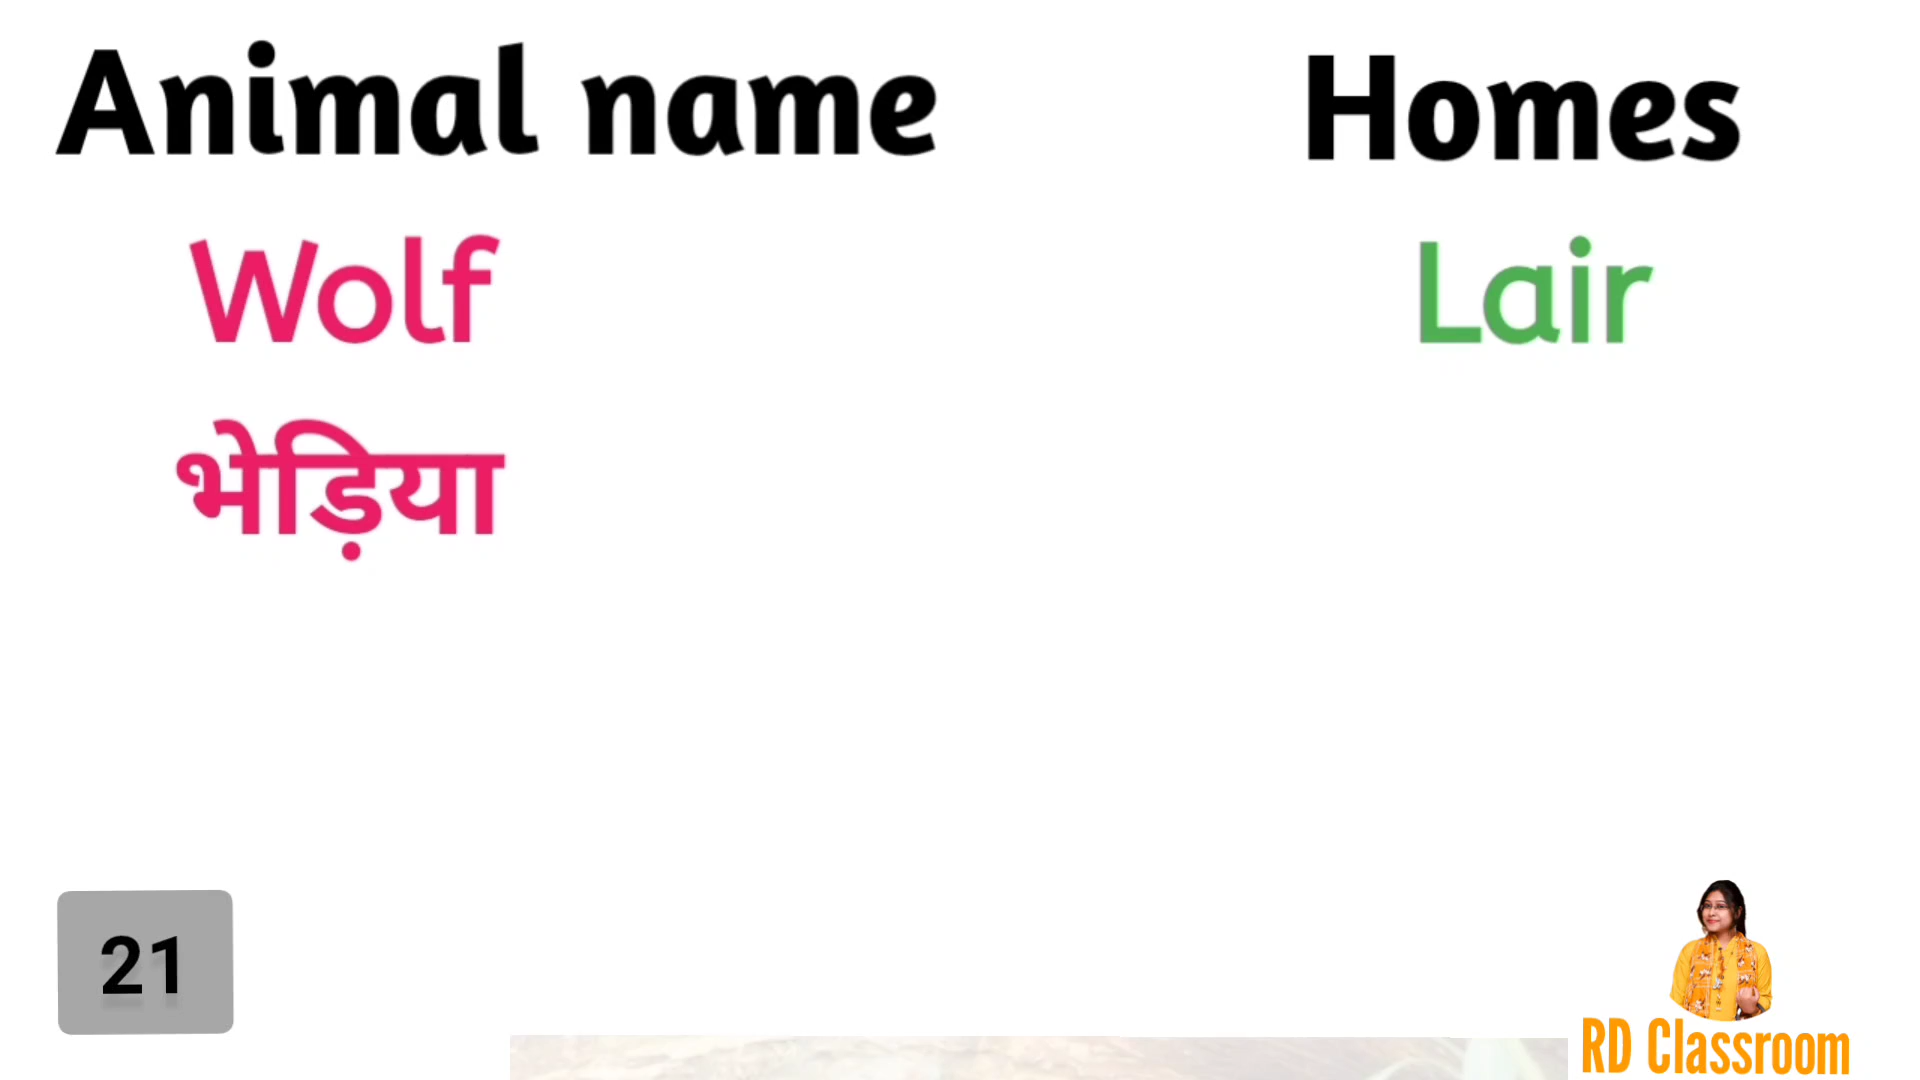 Animal name Homes
Wolf Lair
भेड़िया
21
RD Classroom